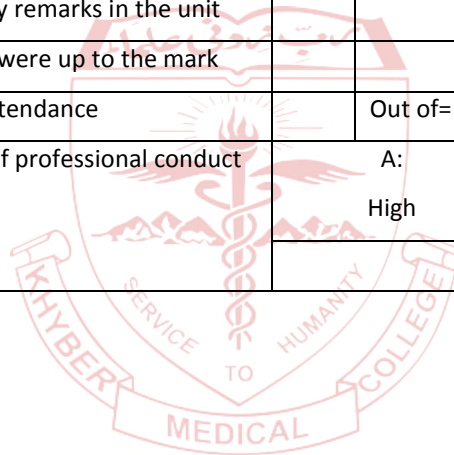 y remarks in the unit
were up to the mark
tendance Out of=
f professional conduct A:
High
SERVICE TO HUMANITY
KHYBER MEDICAL COLLEGE